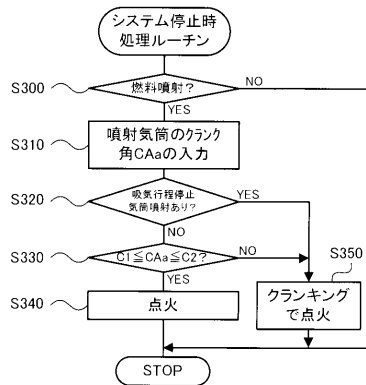 システム停止時
処理ルーチン
S300
燃料噴射？
NO
YES
S310
噴射気筒のクランク
角CAaの入力
S320
吸気行程停止
気筒噴射あり？
YES
NO
S330
C1≦CAa≦C2？
NO
YES
S340
点火
S350
クランキング
で点火
STOP